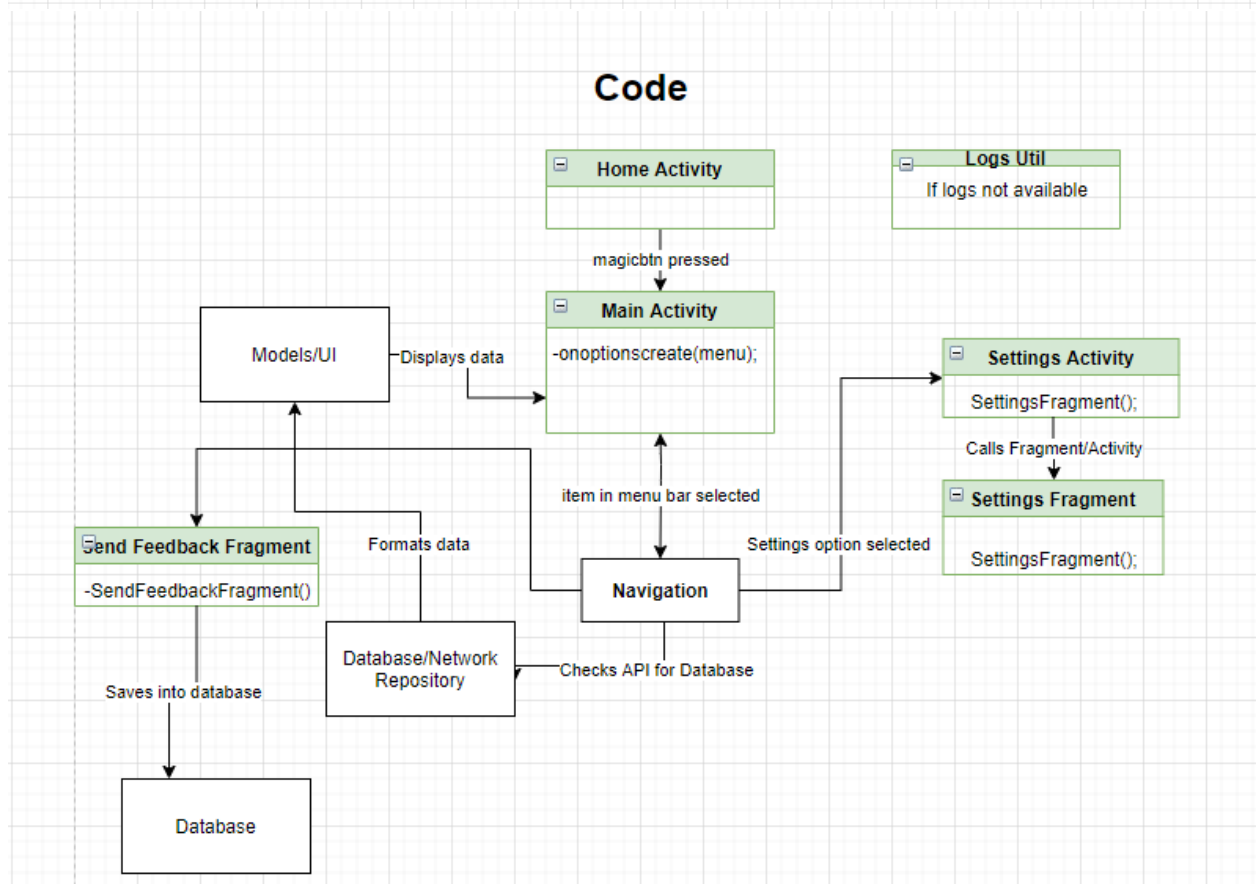 Code
Home Activity
Logs Util
If logs not available
magicbtn pressed
Main Activity
-onoptionscreate(menu);
Models/UI
Displays data
Settings Activity
SettingsFragment();
Calls Fragment/Activity
Settings Fragment
SettingsFragment();
item in menu bar selected
Settings option selected
Formats data
Send Feedback Fragment
-SendFeedbackFragment()
Navigation
Database/Network
Repository
Checks API for Database
Saves into database
Database